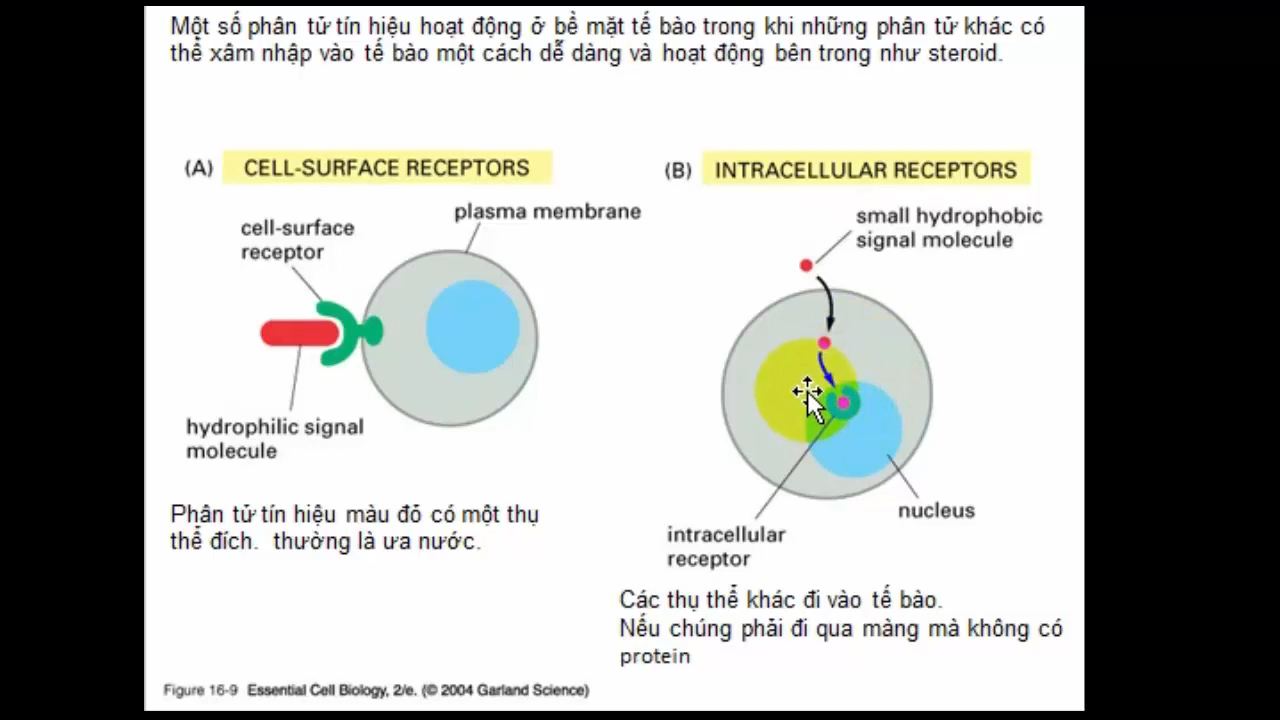 Một số phân tử tín hiệu hoạt động ở bề mặt tế bào trong khi những phân tử khác có
thể xâm nhập vào tế bào một cách dễ dàng và hoạt động bên trong như steroid.
(A) CELL-SURFACE RECEPTORS
plasma membrane
cell-surface
receptor
hydrophilic signal
molecule
Phân tử tín hiệu màu đỏ có một thụ
thể đích. thường là ưa nước.
(B) INTRACELLULAR RECEPTORS
small hydrophobic
signal molecule
nucleus
intracellular
receptor
Các thụ thể khác đi vào tế bào.
Nếu chúng phải đi qua màng mà không có
protein
Figure 16-9 Essential Cell Biology, 2/e. (© 2004 Garland Science)